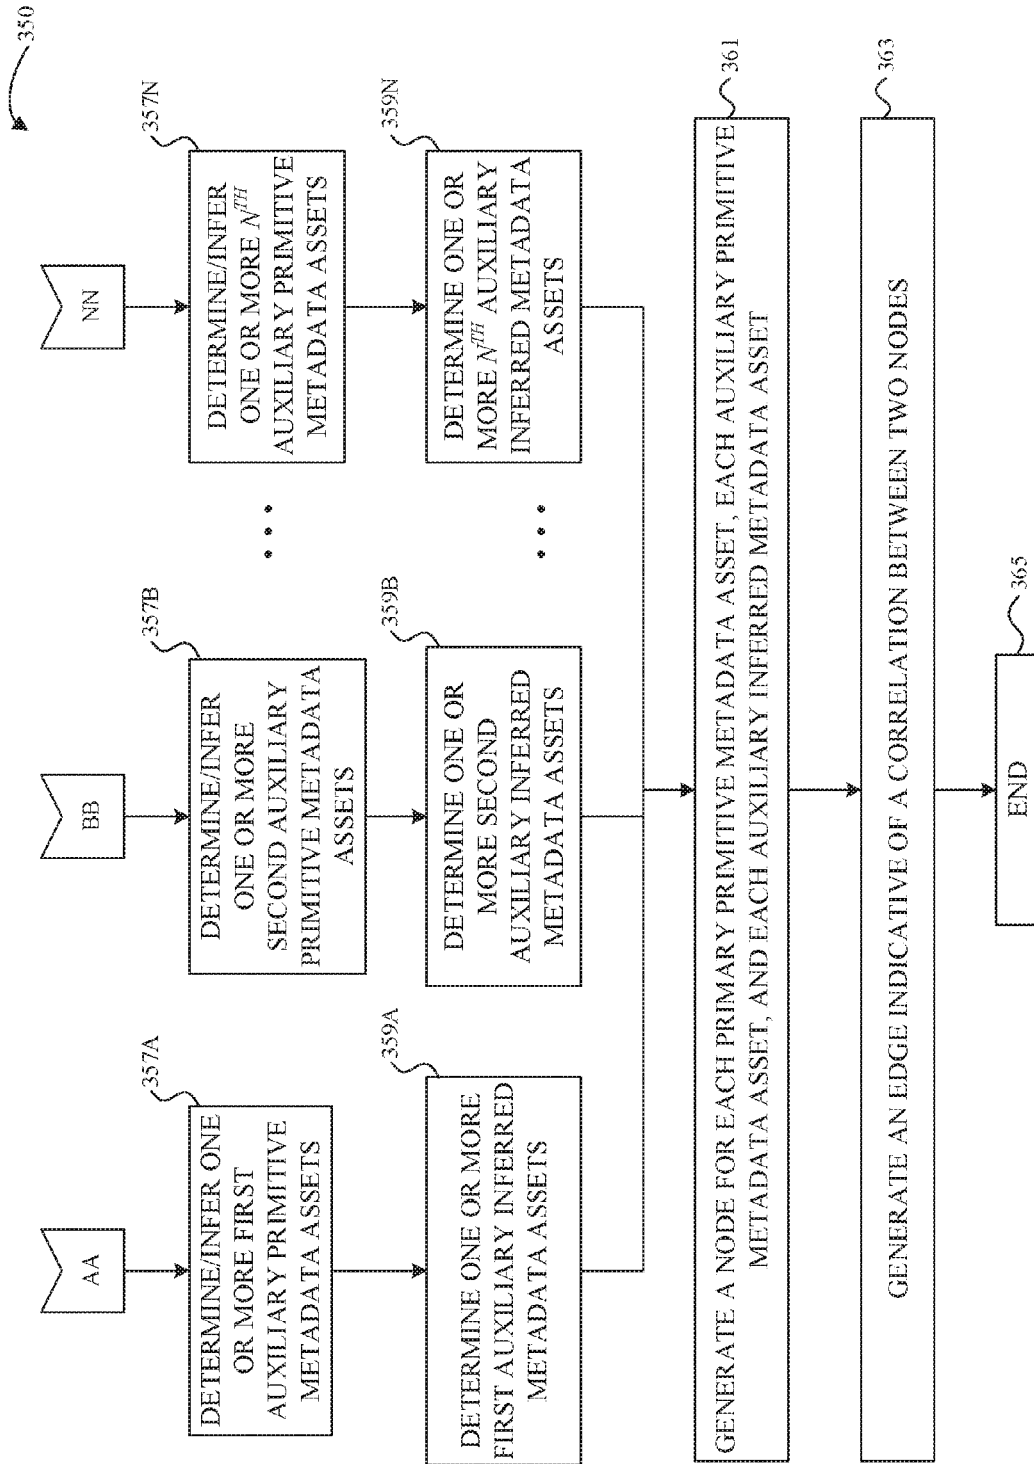 350
AA
BB
NN
357A
DETERMINE/INFER ONE
OR MORE FIRST
AUXILIARY PRIMITIVE
METADATA ASSETS
357B
DETERMINE/INFER
ONE OR MORE
SECOND AUXILIARY
PRIMITIVE METADATA
ASSETS
357N
DETERMINE/INFER
ONE OR MORE N^TH
AUXILIARY PRIMITIVE
METADATA ASSETS
359A
DETERMINE ONE OR MORE
FIRST AUXILIARY INFERRED
METADATA ASSETS
359B
DETERMINE ONE OR
MORE SECOND
AUXILIARY INFERRED
METADATA ASSETS
359N
DETERMINE ONE OR
MORE N^TH AUXILIARY
INFERRED METADATA
ASSETS
361
GENERATE A NODE FOR EACH PRIMARY PRIMITIVE METADATA ASSET, EACH AUXILIARY PRIMITIVE
METADATA ASSET, AND EACH AUXILIARY INFERRED METADATA ASSET
363
GENERATE AN EDGE INDICATIVE OF A CORRELATION BETWEEN TWO NODES
365
END